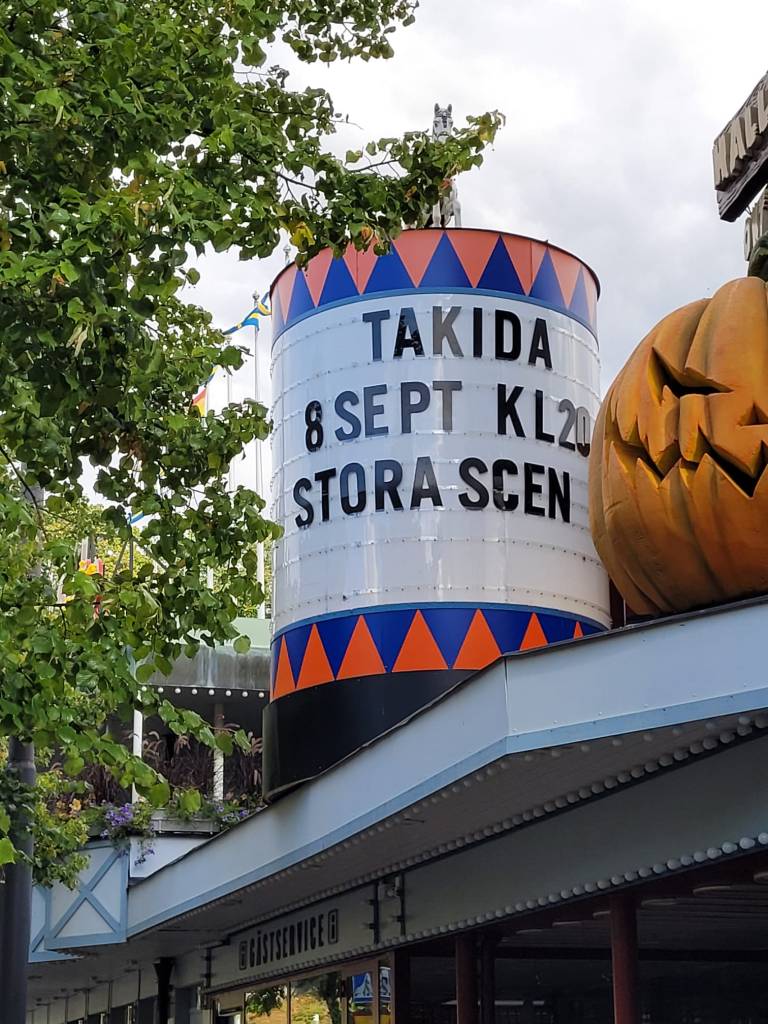 TAKIDA
8 SEPT KL20
STORA SCEN
GÄSTSERVICE